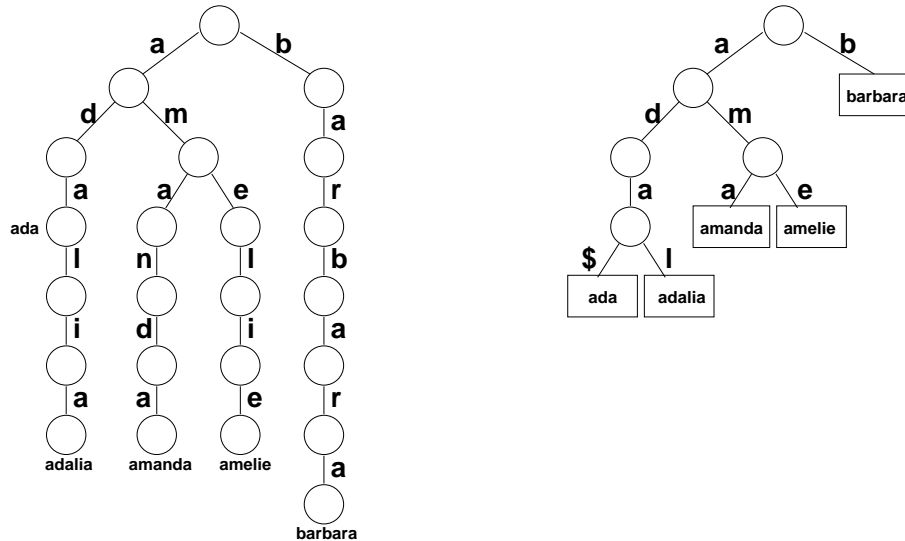 a b
d m a
a a e r
ada
l n l b
i d i a
a a e r
adalia amanda amelie a
barbara
a b
barbara
d m
a a e
amanda amelie
$ l
ada adalia